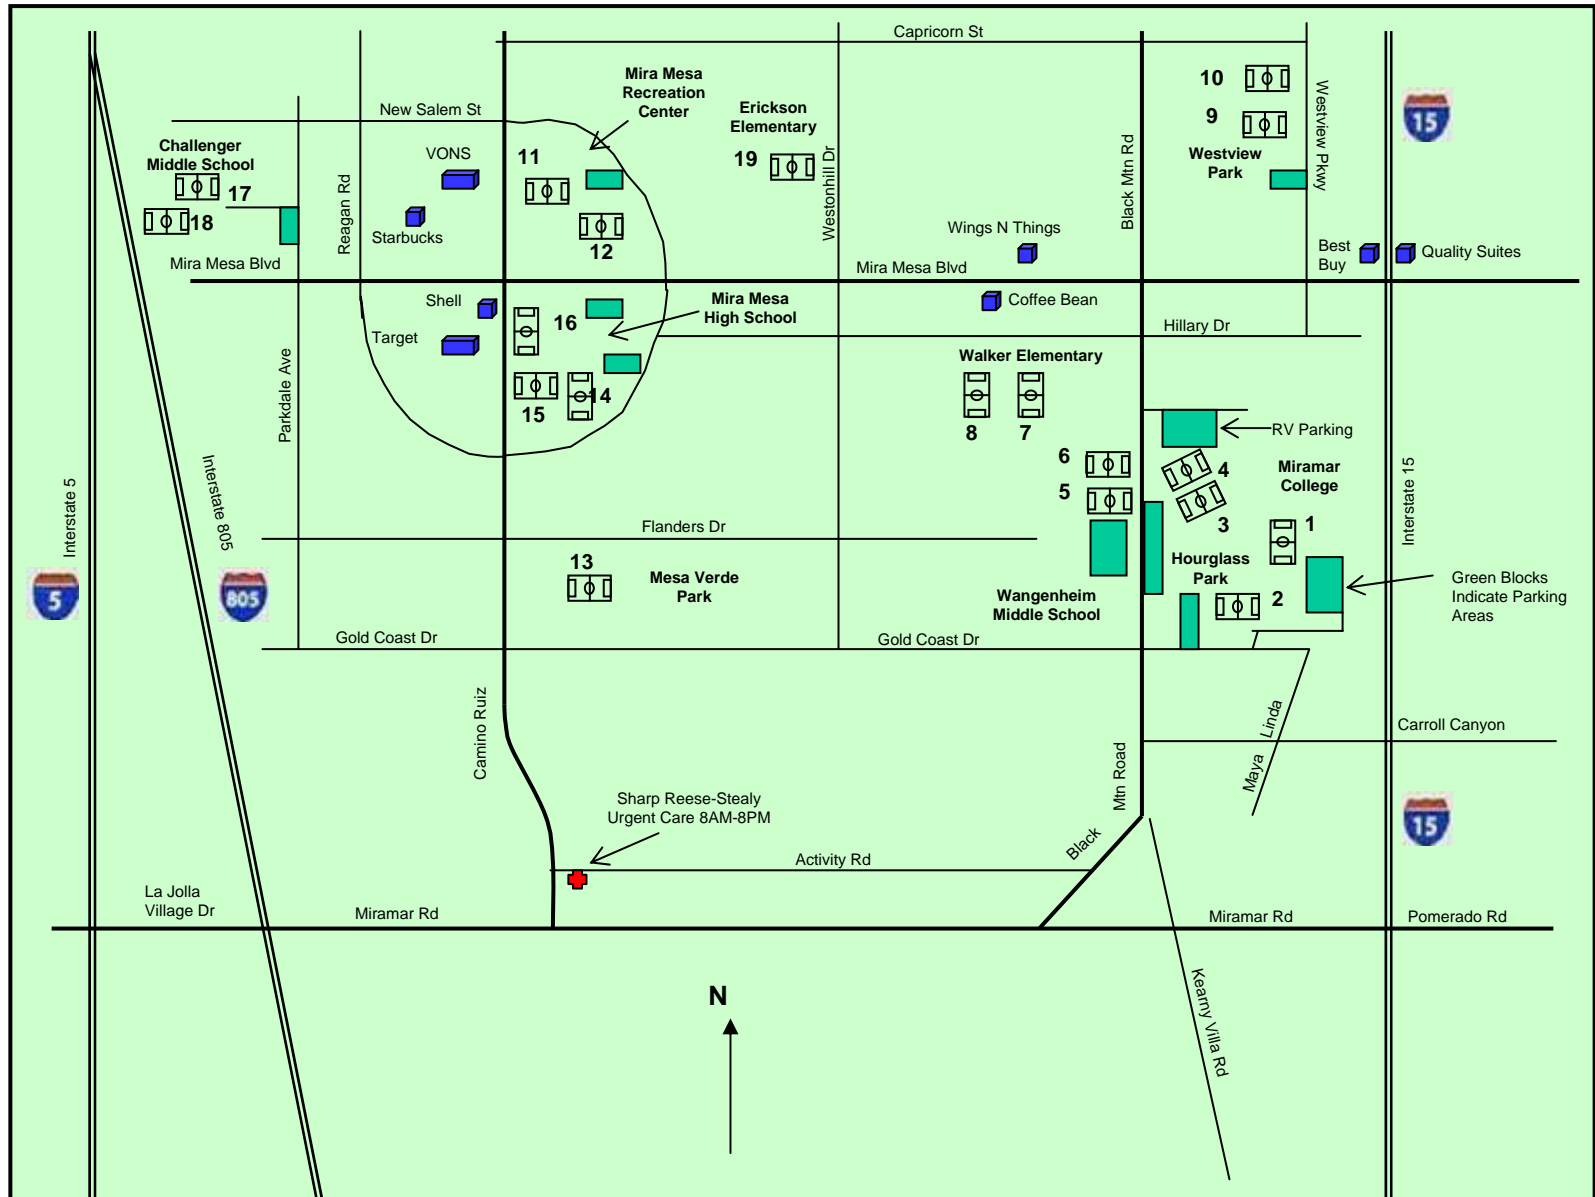 Capricorn St
Mira Mesa
Recreation
Center
Erickson
Elementary
10
9
Westview
Park
Westview Pkwy
15
New Salem St
Challenger
Middle School
VONS
11
19
Westonhill Dr
Black Mtn Rd
17
18
Reagan Rd
Starbucks
12
Wings N Things
Best
Buy
Quality Suites
Mira Mesa Blvd
Mira Mesa Blvd
Shell
Target
16
Mira Mesa
High School
Coffee Bean
Hillary Dr
Parkdale Ave
15
14
Walker Elementary
8
7
RV Parking
6
5
4
3
Miramar
College
1
Interstate 5
Interstate 805
Interstate 15
Flanders Dr
13
Mesa Verde
Park
Hourglass
Park
2
Wangenheim
Middle School
Green Blocks
Indicate Parking
Areas
5
805
Gold Coast Dr
Gold Coast Dr
Camino Ruiz
Maya Linda
Carroll Canyon
Mtn Road
Black
Sharp Reese-Stealy
Urgent Care 8AM-8PM
15
Activity Rd
La Jolla
Village Dr
Miramar Rd
Miramar Rd
Pomerado Rd
Kearny Villa Rd
N